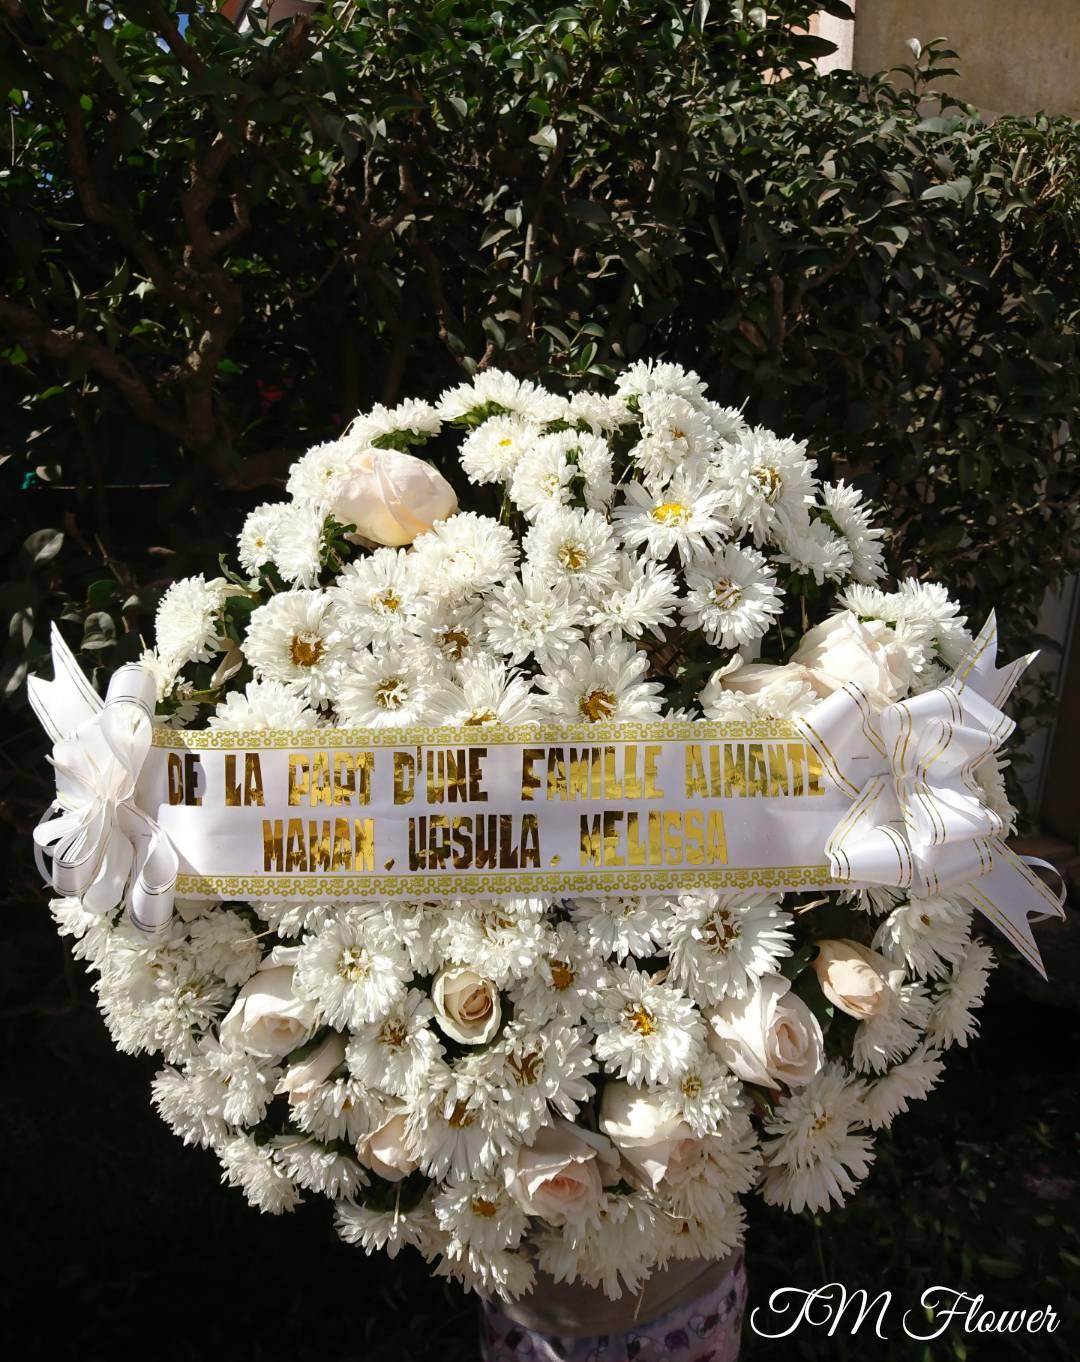 DE LA PART D'UNE FAMILLE AIMANTE
MAMAN . URSULA . MELISSA
TM Flower